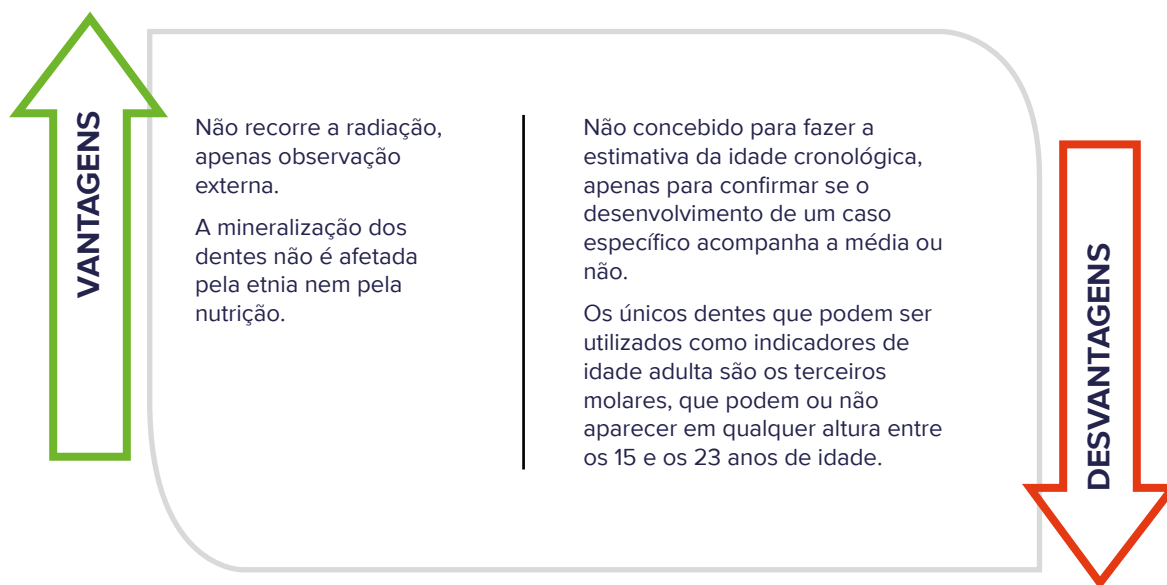 VANTAGENS
Não recorre a radiação,
apenas observação
externa.
A mineralização dos
dentes não é afetada
pela etnia nem pela
nutrição.
Não concebido para fazer a
estimativa da idade cronológica,
apenas para confirmar se o
desenvolvimento de um caso
específico acompanha a média ou
não.
Os únicos dentes que podem ser
utilizados como indicadores de
idade adulta são os terceiros
molares, que podem ou não
aparecer em qualquer altura entre
os 15 e os 23 anos de idade.
DESVANTAGENS